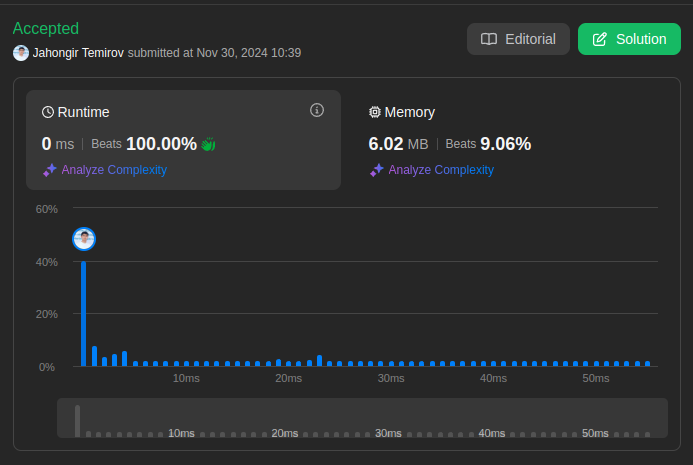 Accepted
Jahongir Temirov submitted at Nov 30, 2024 10:39
Editorial
Solution
Runtime
0 ms | Beats 100.00%
Analyze Complexity
Memory
6.02 MB | Beats 9.06%
Analyze Complexity
60%
40%
20%
0%
10ms 20ms 30ms 40ms 50ms
10ms 20ms 30ms 40ms 50ms